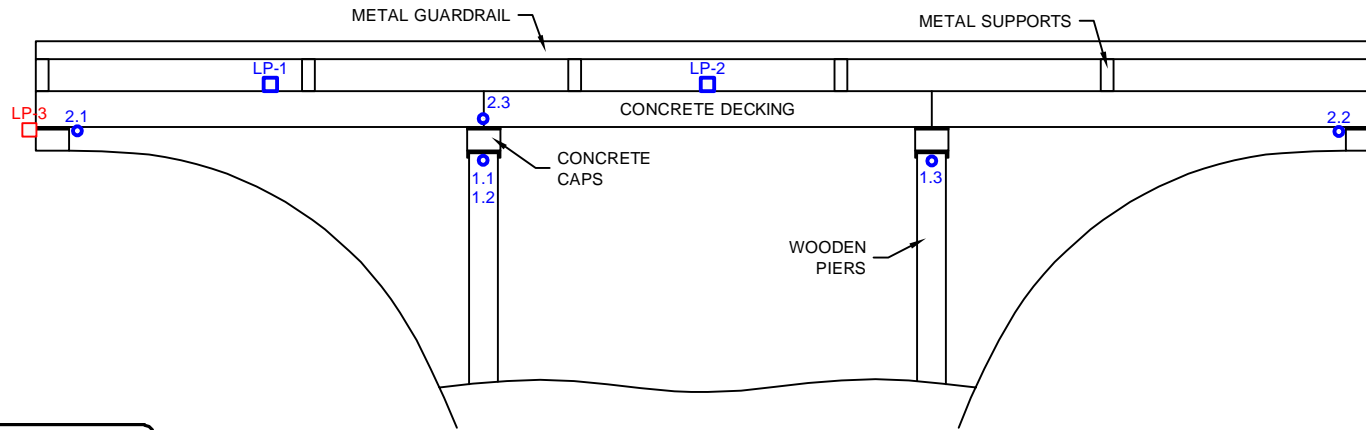 METAL GUARDRAIL
METAL SUPPORTS
LP-1
LP-2
LP-3
2.1
2.3
CONCRETE DECKING
2.2
CONCRETE
CAPS
1.1
1.2
1.3
WOODEN
PIERS